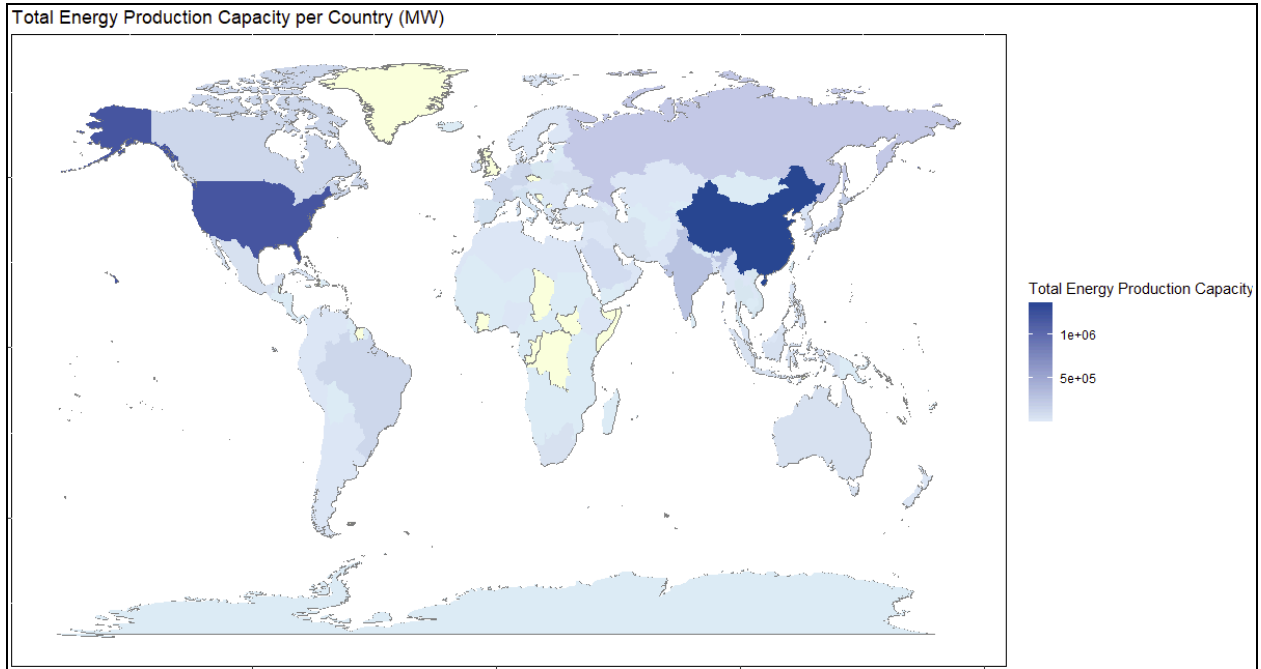 Total Energy Production Capacity per Country (MW)
Total Energy Production Capacity
1e+06
5e+05